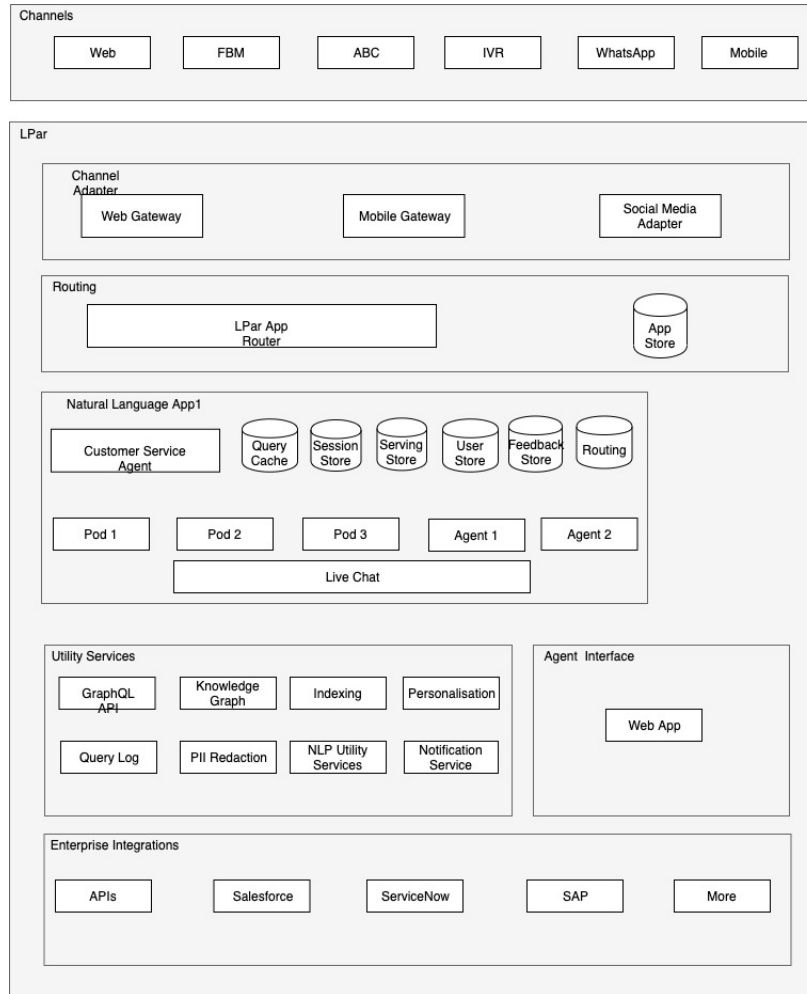 Channels
Web
FBM
ABC
IVR
WhatsApp
Mobile
LPar
Channel
Adapter
Web Gateway
Mobile Gateway
Social Media
Adapter
Routing
LPar App
Router
App
Store
Natural Language App1
Customer Service
Agent
Query
Cache
Session
Store
Serving
Store
User
Store
Feedback
Store
Routing
Pod 1
Pod 2
Pod 3
Agent 1
Agent 2
Live Chat
Utility Services
GraphQL
API
Knowledge
Graph
Indexing
Personalisation
Query Log
PII Redaction
NLP Utility
Services
Notification
Service
Agent Interface
Web App
Enterprise Integrations
APIs
Salesforce
ServiceNow
SAP
More